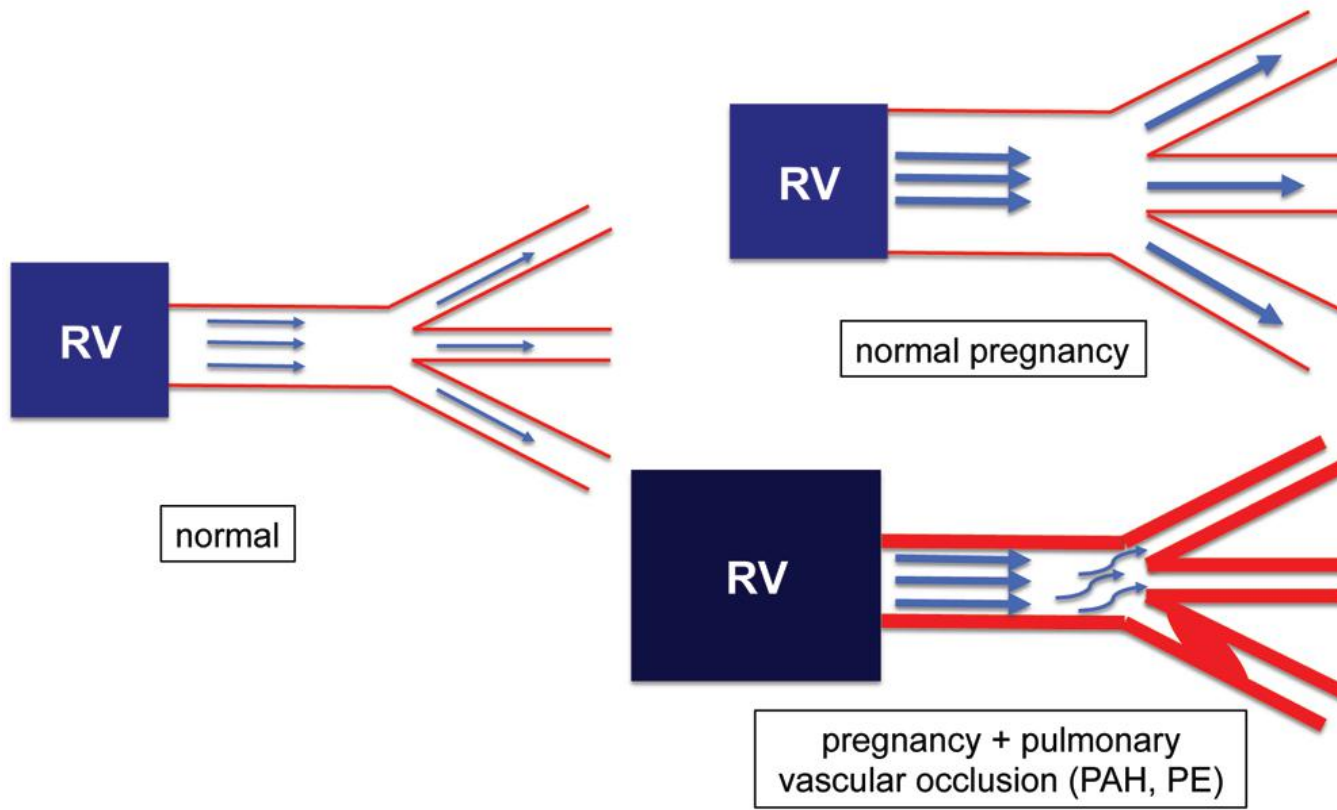 RV
normal
RV
normal pregnancy
RV
pregnancy + pulmonary
vascular occlusion (PAH, PE)